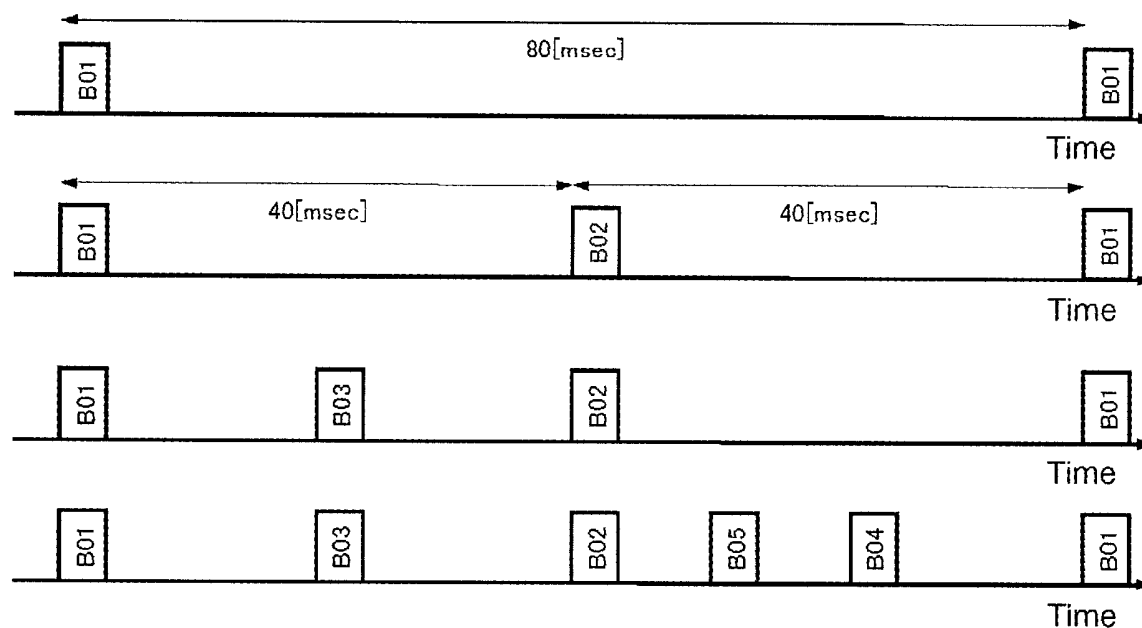 80[msec]
B01 B01
Time
40[msec] 40[msec]
B01 B02 B01
Time
B01 B03 B02 B01
Time
B01 B03 B02 B05 B04 B01
Time